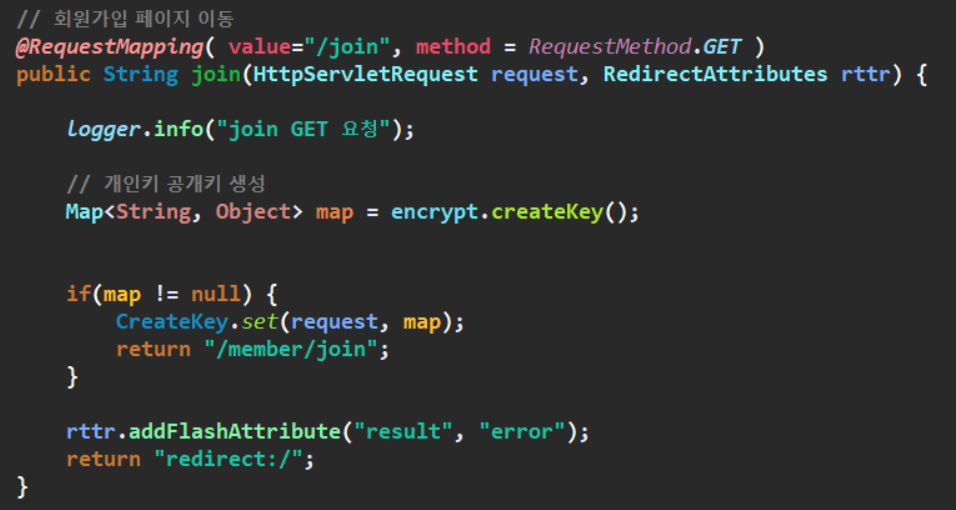 // 회원가입 페이지 이동
@RequestMapping( value="/join", method = RequestMethod.GET )
public String join(HttpServletRequest request, RedirectAttributes rttr) {
logger.info("join GET 요청");
// 개인키 공개키 생성
Map<String, Object> map = encrypt.createKey();
if(map != null) {
CreateKey.set(request, map);
return "/member/join";
}
rttr.addFlashAttribute("result", "error");
return "redirect:/";
}